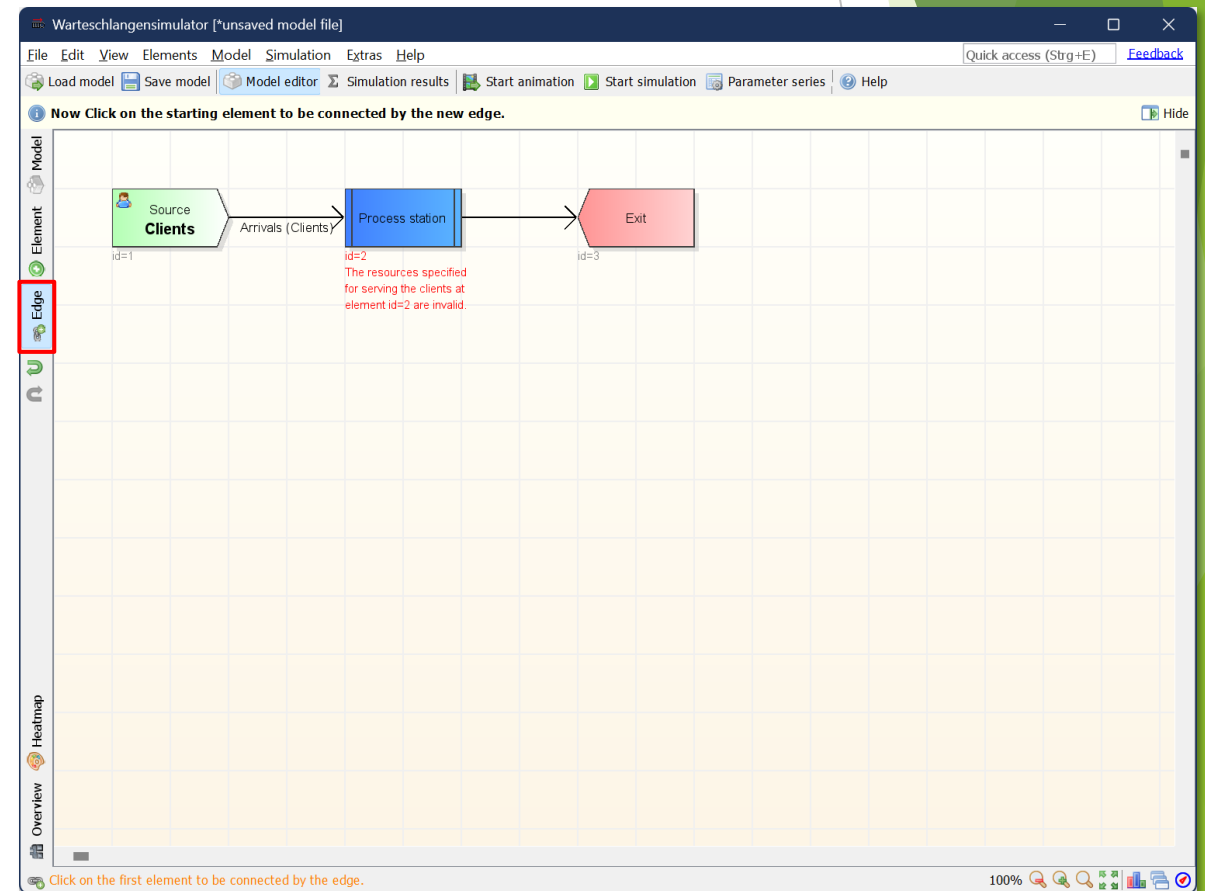 Warteschlangensimulator [*unsaved model file]
File Edit View Elements Model Simulation Extras Help
Quick access (Strg+E) Feedback
Load model Save model Model editor Σ Simulation results Start animation Start simulation Parameter series Help
Now Click on the starting element to be connected by the new edge.
Hide
Model
Element
Edge
Heatmap
Overview
Source
Clients
id=1
Arrivals (Clients)
Process station
id=2
The resources specified
for serving the clients at
element id=2 are invalid.
Exit
id=3
Click on the first element to be connected by the edge.
100%